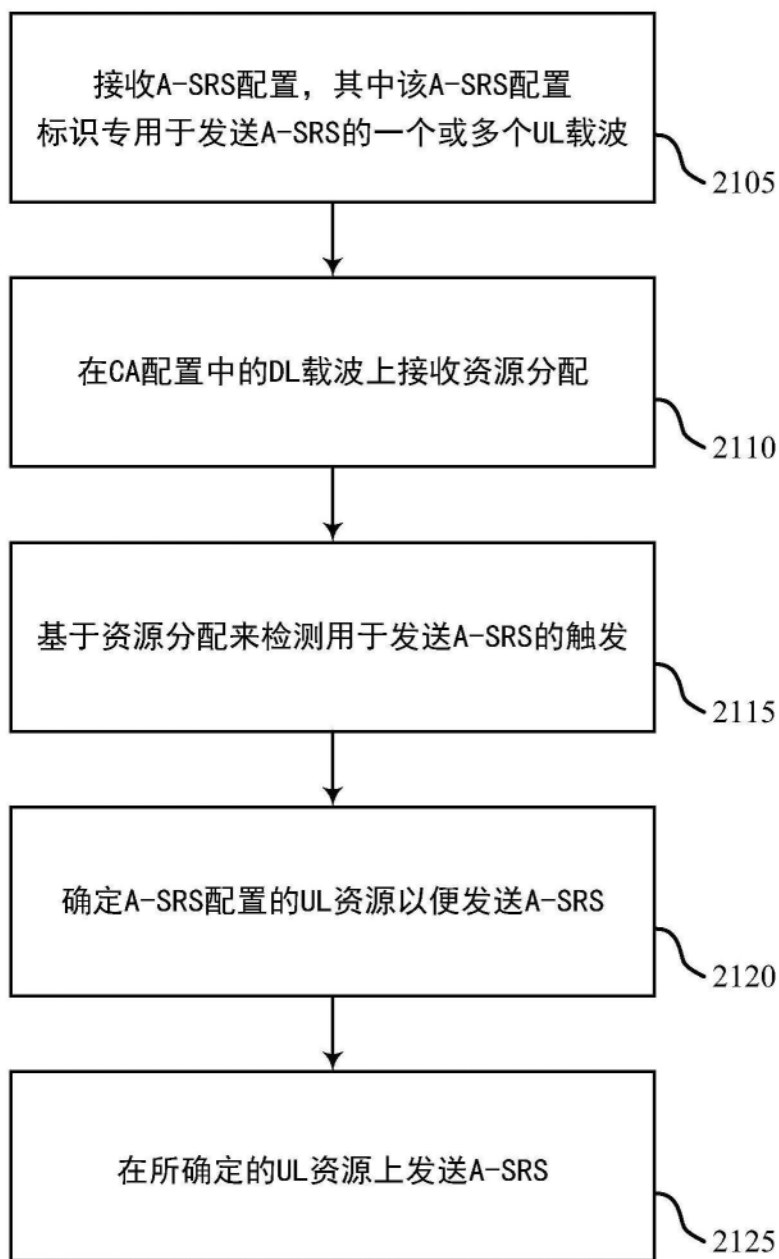 接收A-SRS配置，其中该A-SRS配置
标识专用于发送A-SRS的一个或多个UL载波
2105
在CA配置中的DL载波上接收资源分配
2110
基于资源分配来检测用于发送A-SRS的触发
2115
确定A-SRS配置的UL资源以便发送A-SRS
2120
在所确定的UL资源上发送A-SRS
2125